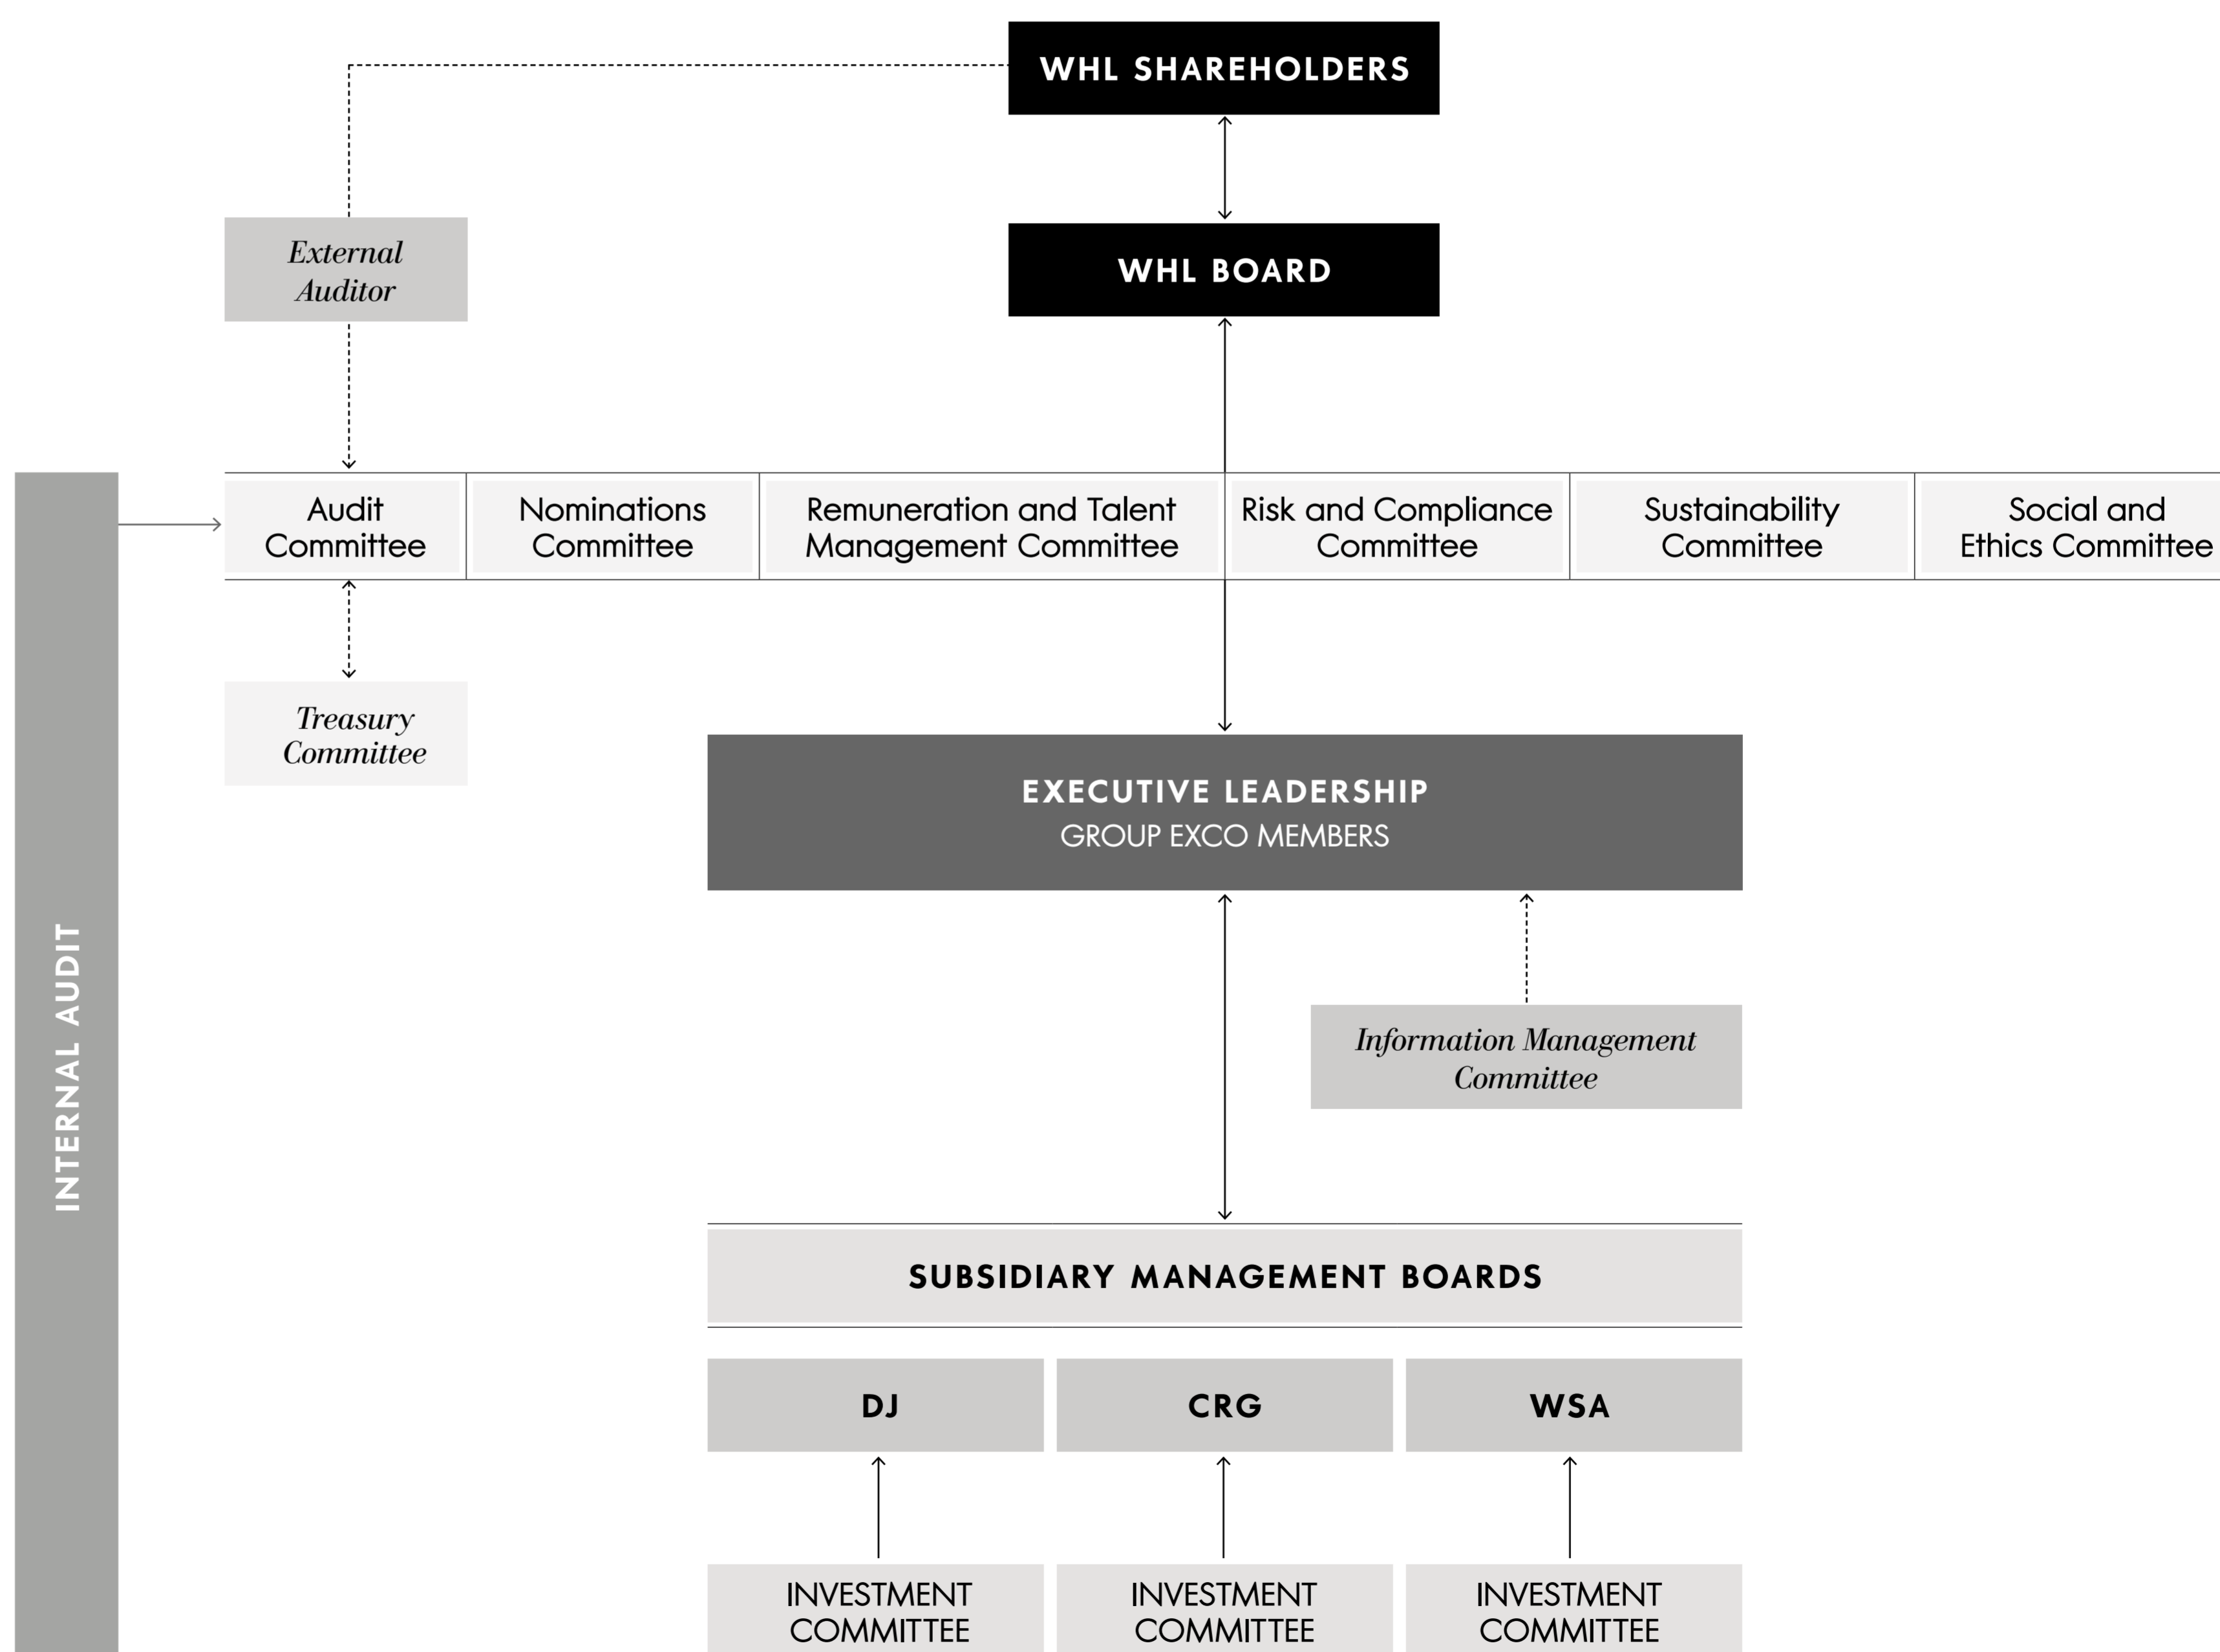 WHL SHAREHOLDERS
External
Auditor
WHL BOARD
Audit
Committee
Nominations
Committee
Remuneration and Talent
Management Committee
Risk and Compliance
Committee
Sustainability
Committee
Social and
Ethics Committee
Treasury
Committee
EXECUTIVE LEADERSHIP
GROUP EXCO MEMBERS
INTERNAL AUDIT
Information Management
Committee
SUBSIDIARY MANAGEMENT BOARDS
DJ
CRG
WSA
INVESTMENT
COMMITTEE
INVESTMENT
COMMITTEE
INVESTMENT
COMMITTEE